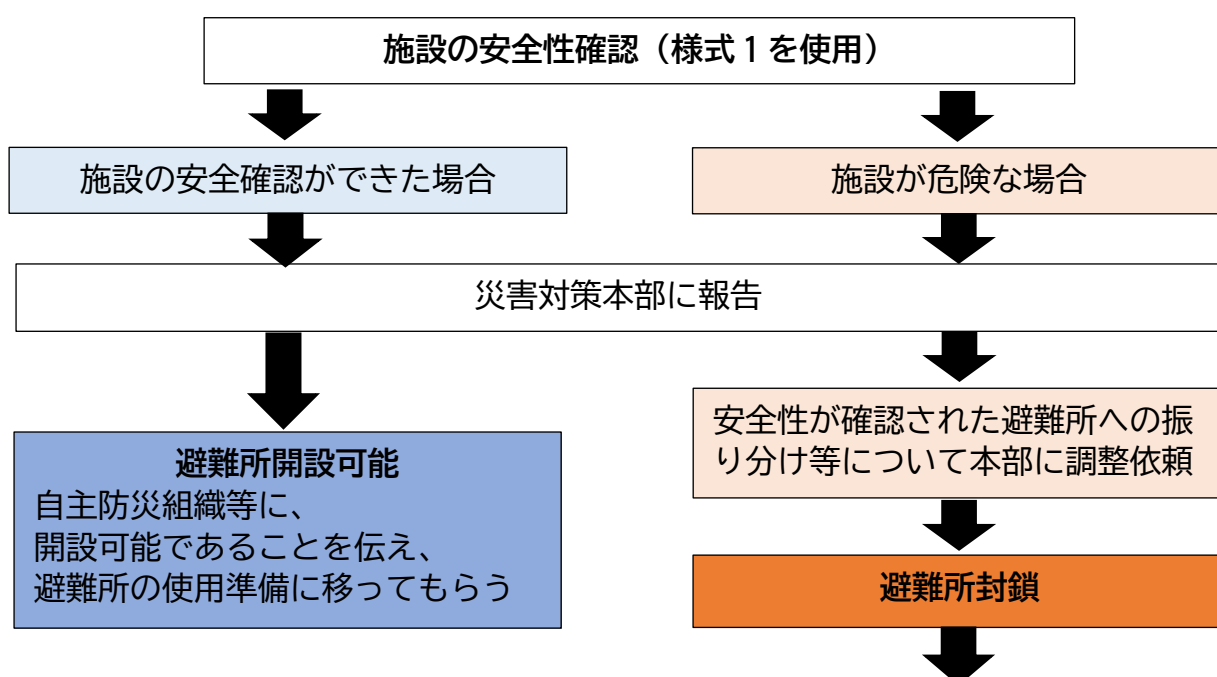 施設の安全性確認（様式１を使用）
施設の安全確認ができた場合
施設が危険な場合
災害対策本部に報告
避難所開設可能
自主防災組織等に、
開設可能であることを伝え、
避難所の使用準備に移ってもらう
安全性が確認された避難所への振
り分け等について本部に調整依頼
避難所封鎖